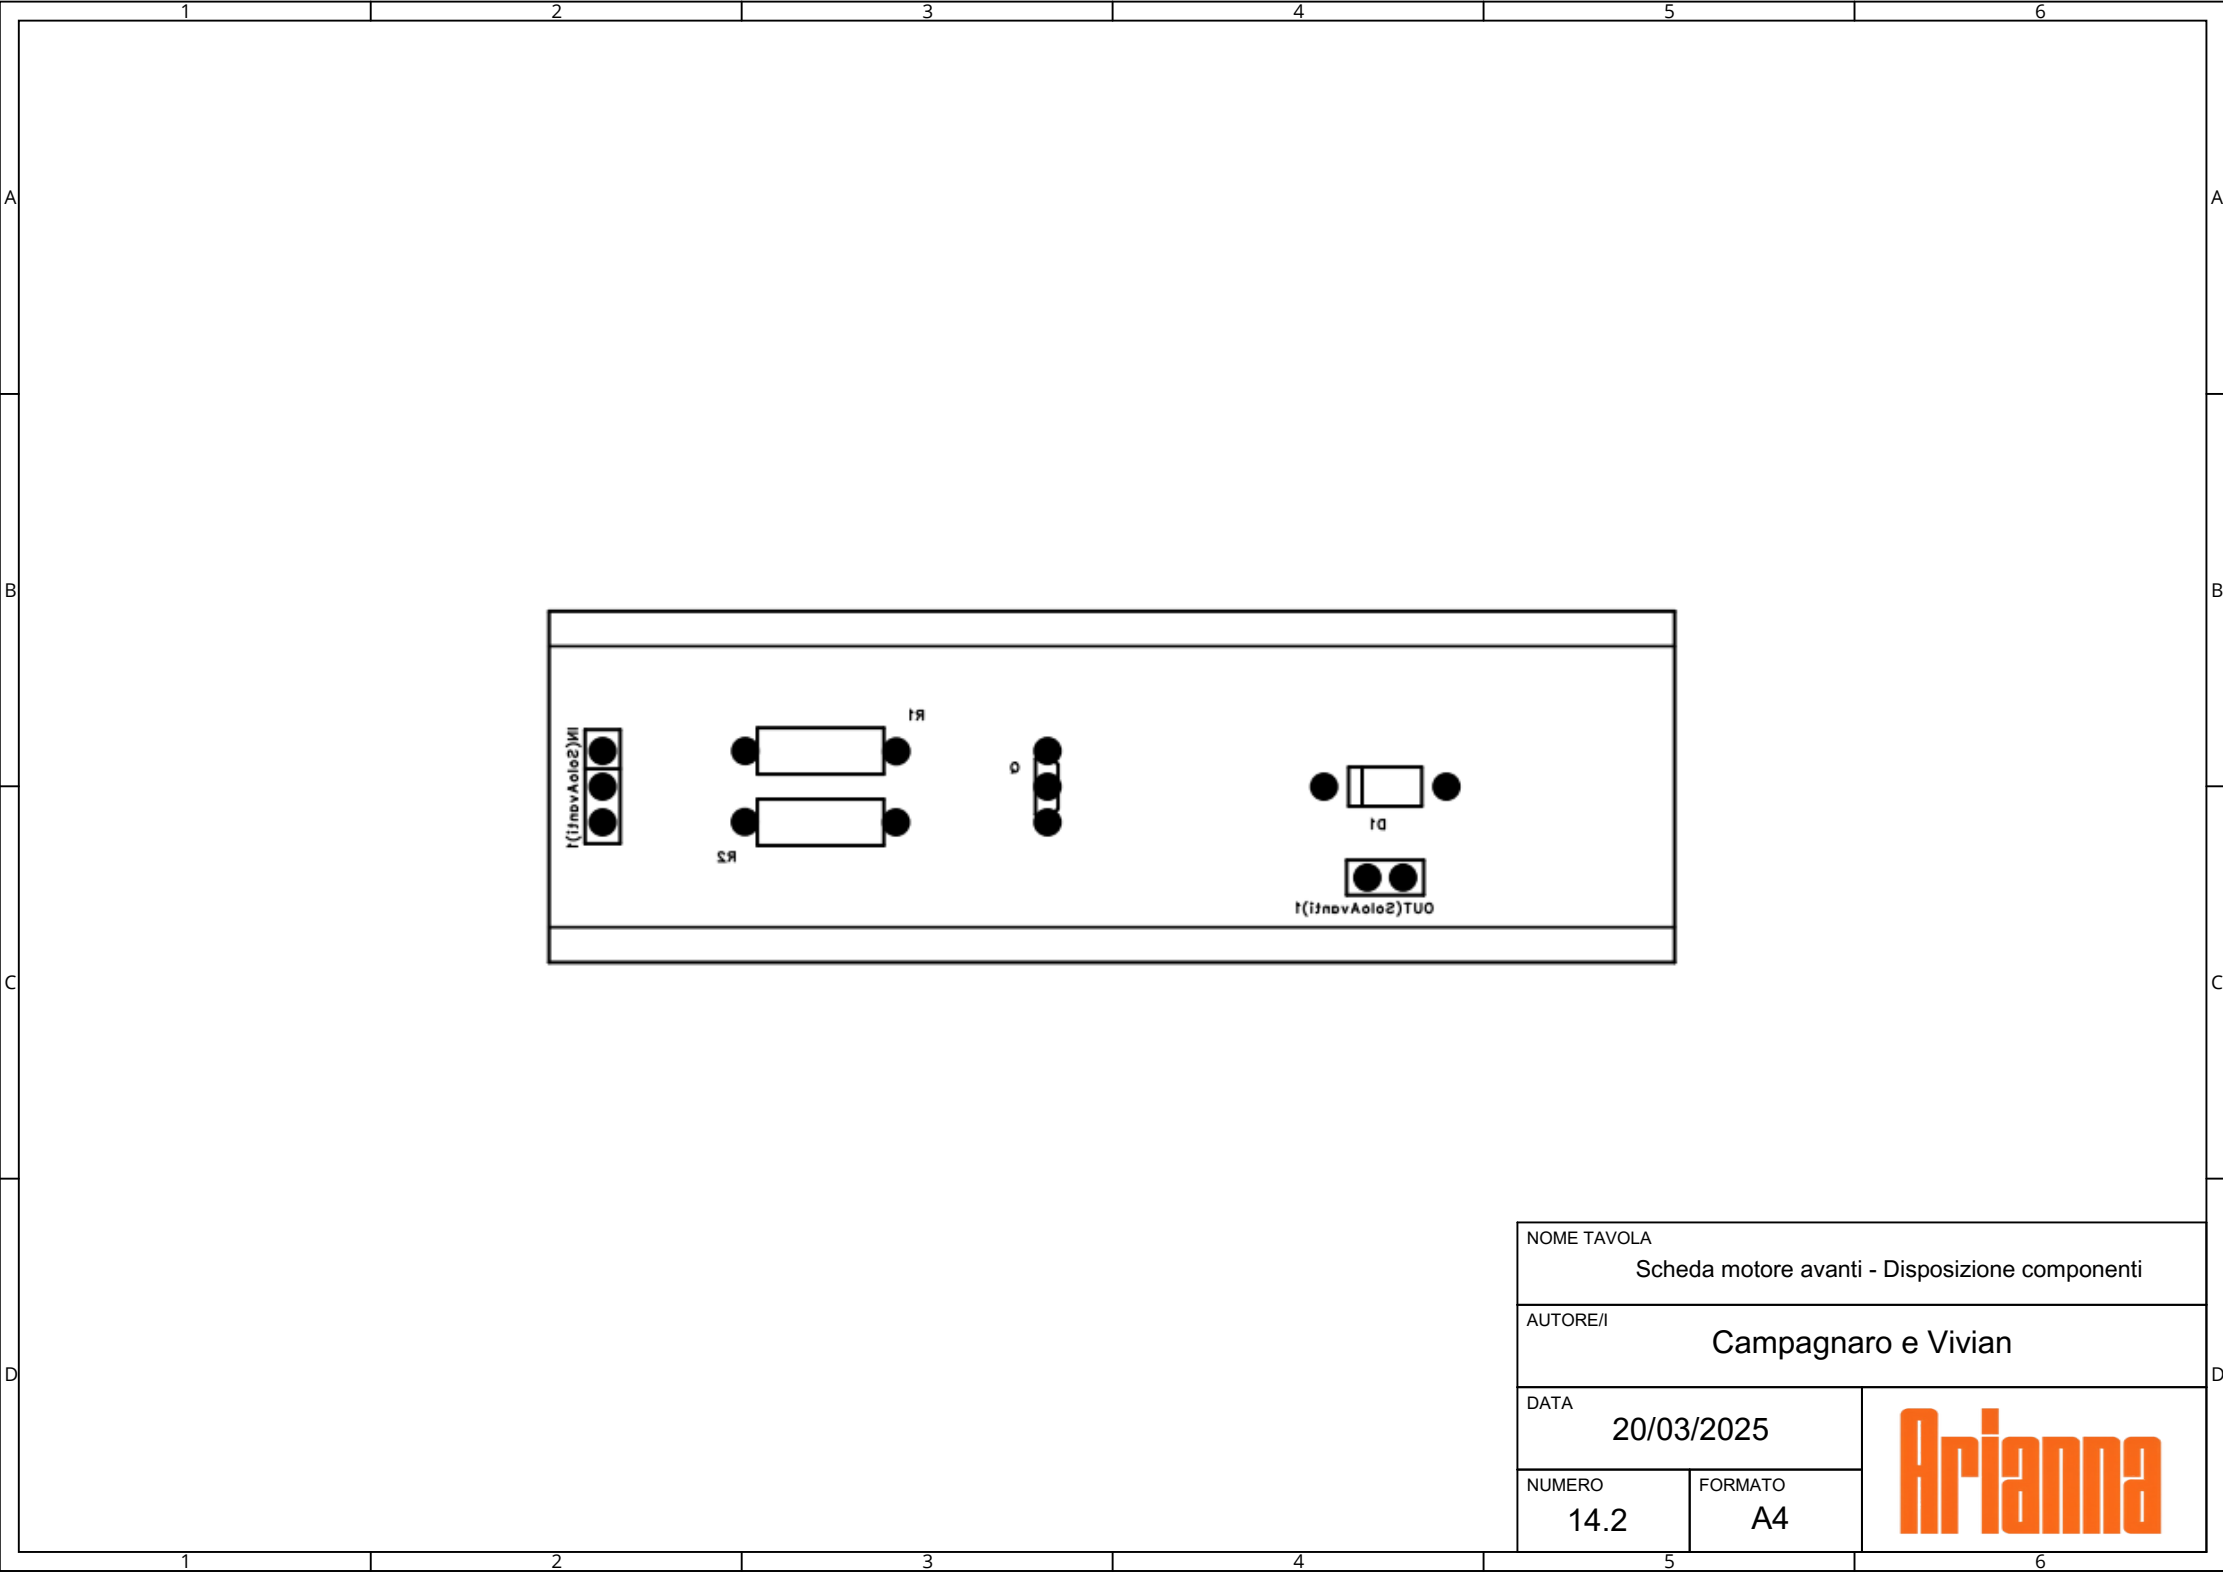 1 2 3 4 5 6
A A
B B
C C
D D
R1
IN(SoloAvanti)1
Q
D1
R2
OUT(SoloAvanti)1
NOME TAVOLA
Scheda motore avanti - Disposizione componenti
AUTORE/I
Campagnaro e Vivian
DATA
20/03/2025
NUMERO
14.2
FORMATO
A4
Arianna
1 2 3 4 5 6